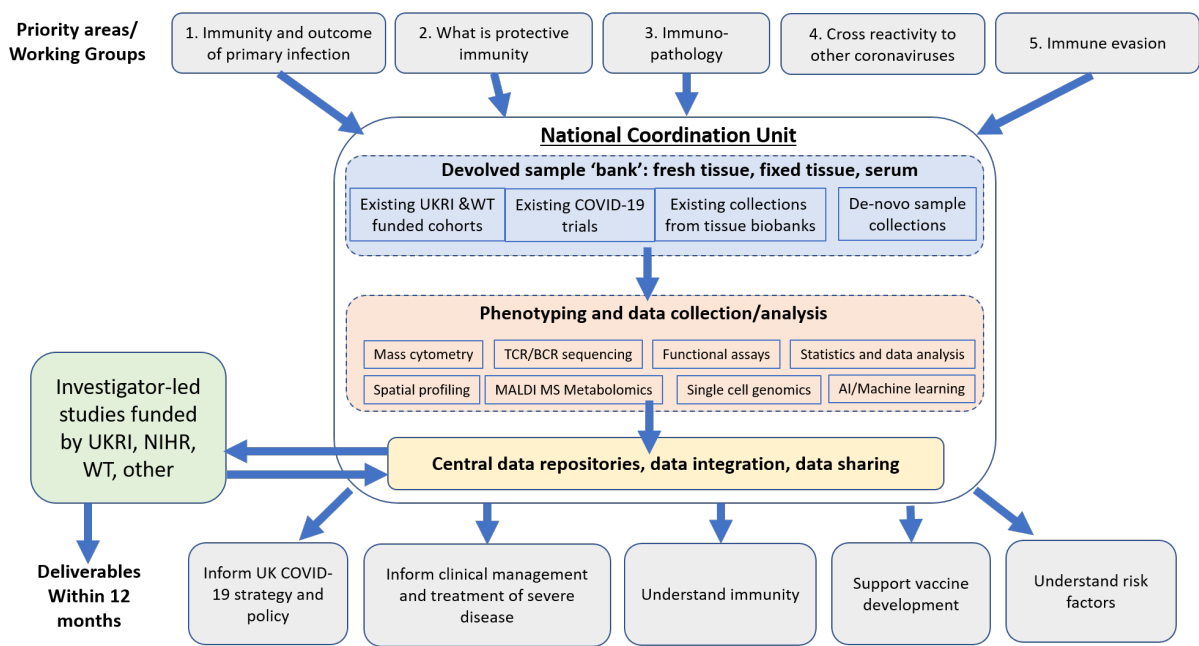 Priority areas/
Working Groups
1. Immunity and outcome
of primary infection
2. What is protective
immunity
3. Immuno-
pathology
4. Cross reactivity to
other coronaviruses
5. Immune evasion
National Coordination Unit
Devolved sample ‘bank’: fresh tissue, fixed tissue, serum
Existing UKRI &WT
funded cohorts
Existing COVID-19
trials
Existing collections
from tissue biobanks
De-novo sample
collections
Phenotyping and data collection/analysis
Mass cytometry
TCR/BCR sequencing
Functional assays
Statistics and data analysis
Spatial profiling
MALDI MS Metabolomics
Single cell genomics
AI/Machine learning
Investigator-led
studies funded
by UKRI, NIHR,
WT, other
Central data repositories, data integration, data sharing
Deliverables
Within 12
months
Inform UK COVID-
19 strategy and
policy
Inform clinical management
and treatment of severe
disease
Understand immunity
Support vaccine
development
Understand risk
factors